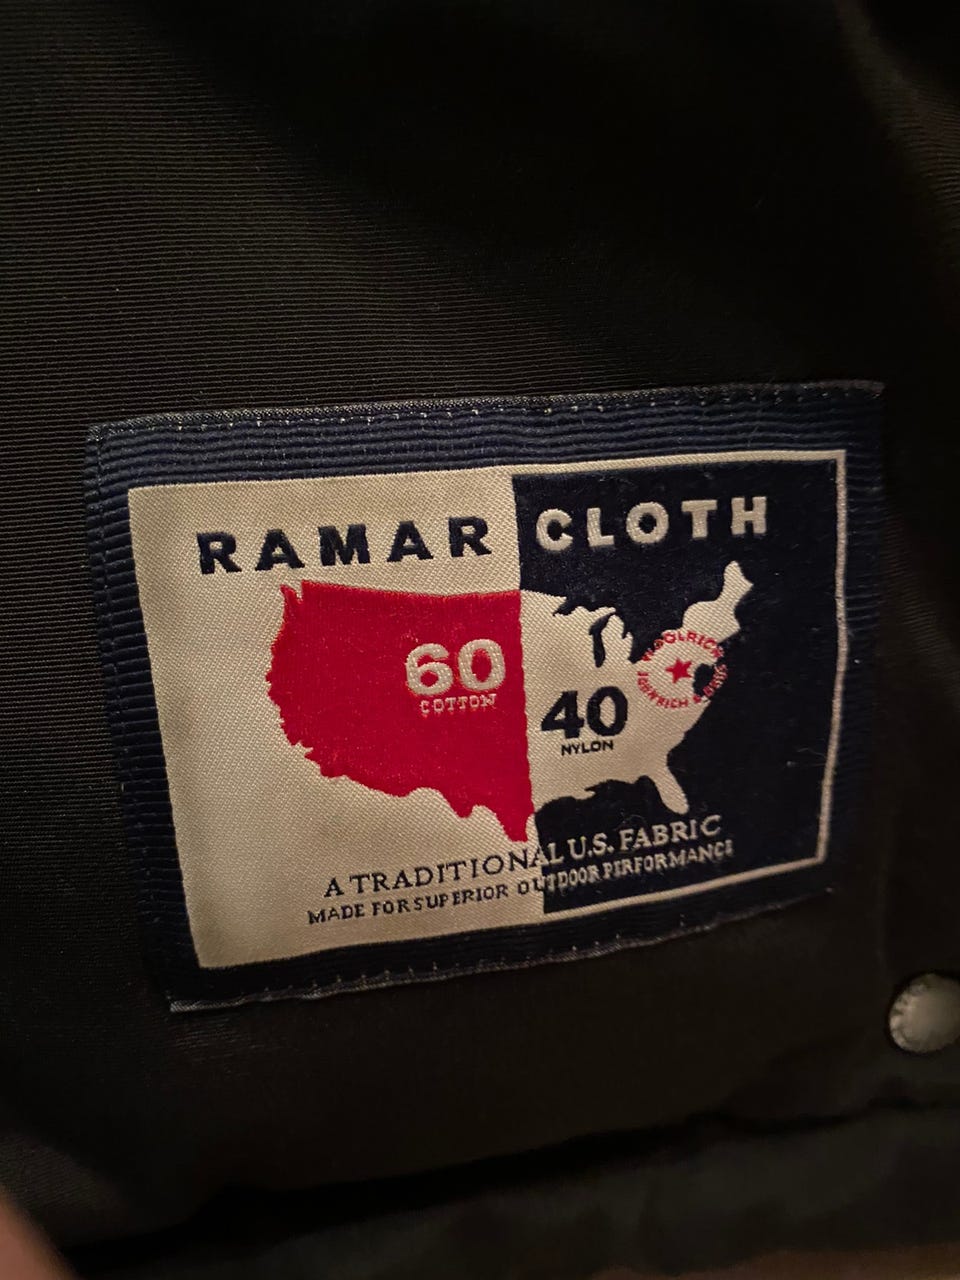 RAMAR CLOTH
60
COTTON
40
NYLON
WOOLRICH
A TRADITIONAL U.S. FABRIC
MADE FOR SUPERIOR OUTDOOR PERFORMANCE